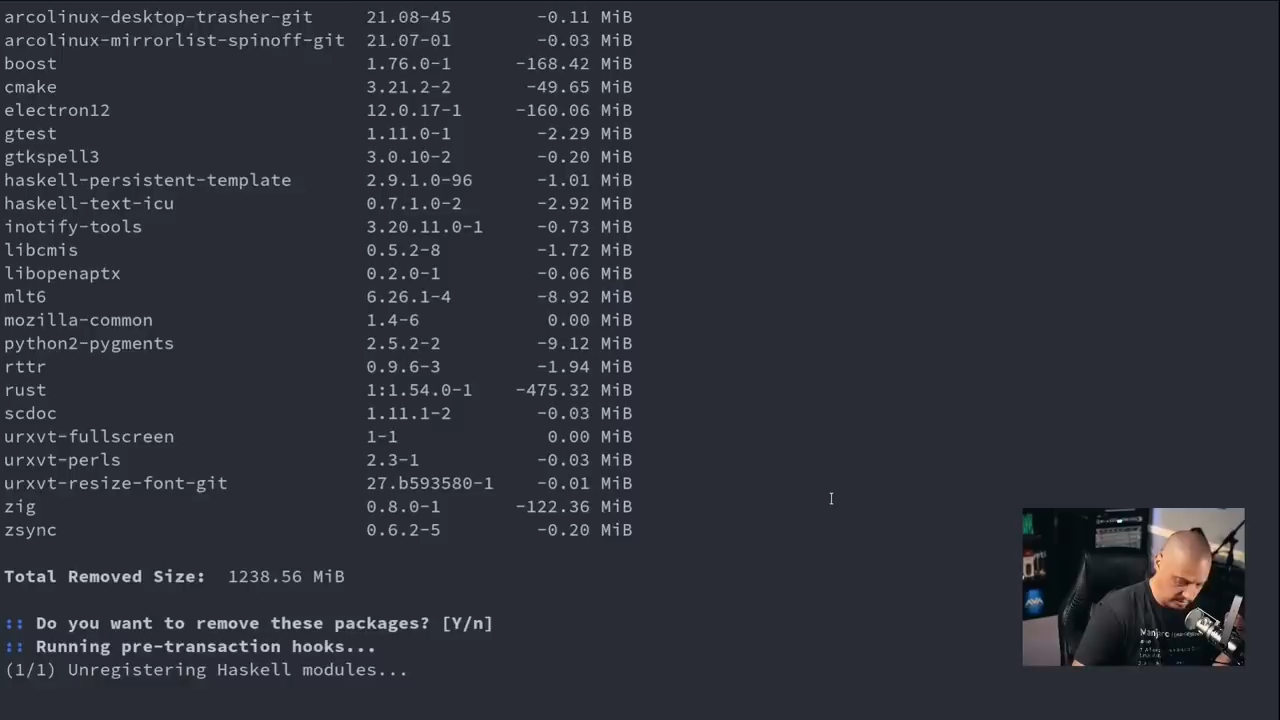 arcolinux-desktop-trasher-git 21.08-45 -0.11 MiB
arcolinux-mirrorlist-spinoff-git 21.07-01 -0.03 MiB
boost 1.76.0-1 -168.42 MiB
cmake 3.21.2-2 -49.65 MiB
electron12 12.0.17-1 -160.06 MiB
gtest 1.11.0-1 -2.29 MiB
gtkspell3 3.0.10-2 -0.20 MiB
haskell-persistent-template 2.9.1.0-96 -1.01 MiB
haskell-text-icu 0.7.1.0-2 -2.92 MiB
inotify-tools 3.20.11.0-1 -0.73 MiB
libcmis 0.5.2-8 -1.72 MiB
libopenaptx 0.2.0-1 -0.06 MiB
mlt6 6.26.1-4 -8.92 MiB
mozilla-common 1.4-6 0.00 MiB
python2-pygments 2.5.2-2 -9.12 MiB
rttr 0.9.6-3 -1.94 MiB
rust 1:1.54.0-1 -475.32 MiB
scdoc 1.11.1-2 -0.03 MiB
urxvt-fullscreen 1-1 0.00 MiB
urxvt-perls 2.3-1 -0.03 MiB
urxvt-resize-font-git 27.b593580-1 -0.01 MiB
zig 0.8.0-1 -122.36 MiB
zsync 0.6.2-5 -0.20 MiB
Total Removed Size: 1238.56 MiB
:: Do you want to remove these packages? [Y/n]
:: Running pre-transaction hooks...
(1/1) Unregistering Haskell modules...
Manjaro